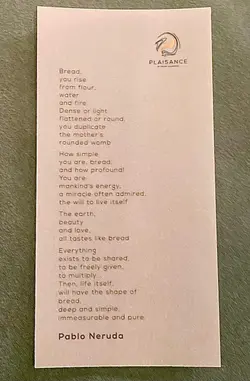 PLAISANCE
Bread,
you rise
from flour,
water
and fire.
Dense or light
flattened or round,
you duplicate
the mother's
rounded womb
How simple
you are, bread,
and how profound!
You are
mankind's energy,
a miracle often admired,
the will to live itself
The earth,
beauty
and love,
all tastes like bread
Everything
exists to be shared,
to be freely given,
to multiply.
Then, life itself,
will have the shape of
bread,
deep and simple,
immeasurable and pure.
Pablo Neruda